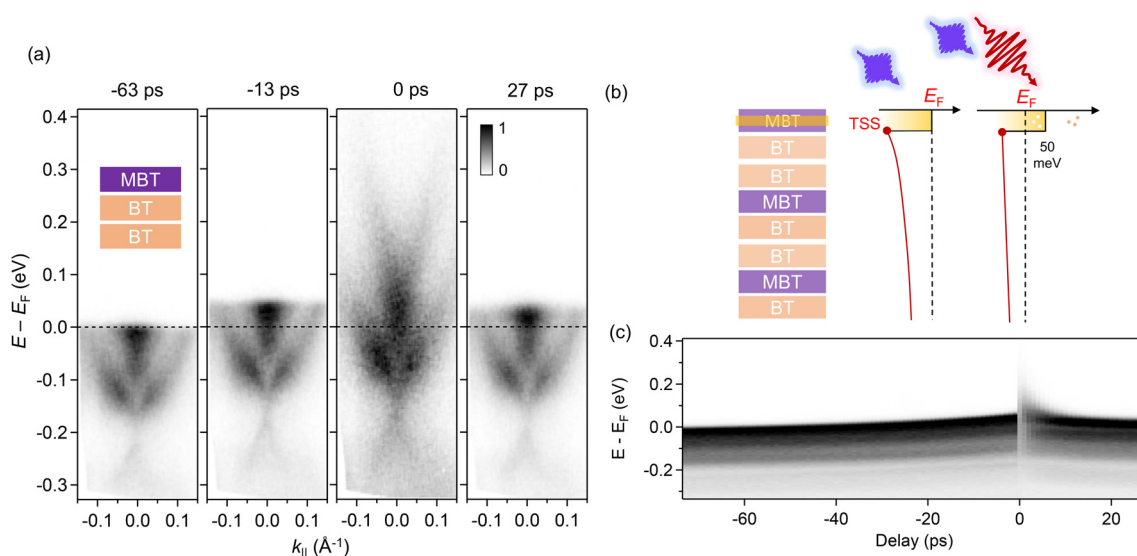 (a)
-63 ps
-13 ps
0 ps
27 ps
E – EF (eV)
0.4
0.3
0.2
0.1
0.0
-0.1
-0.2
-0.3
MBT
BT
BT
1
0
-0.1 0.0 0.1
-0.1 0.0 0.1
-0.1 0.0 0.1
-0.1 0.0 0.1
k|| (Å-1)
(b)
MBT
BT
BT
MBT
BT
BT
MBT
BT
TSS
EF
EF
50
meV
(c)
E - EF (eV)
0.4
0.2
0.0
-0.2
-60 -40 -20 0 20
Delay (ps)